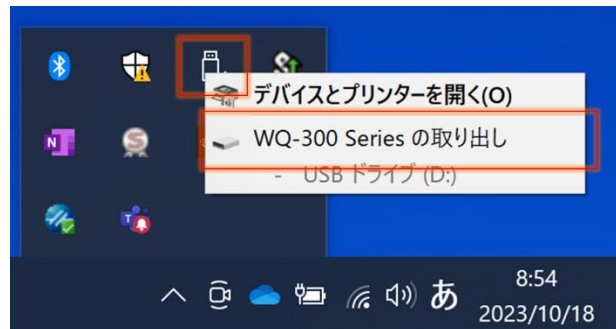 デバイスとプリンターを開く(O)
WQ-300 Series の取り出し
- USB ドライブ (D:)
あ
8:54
2023/10/18